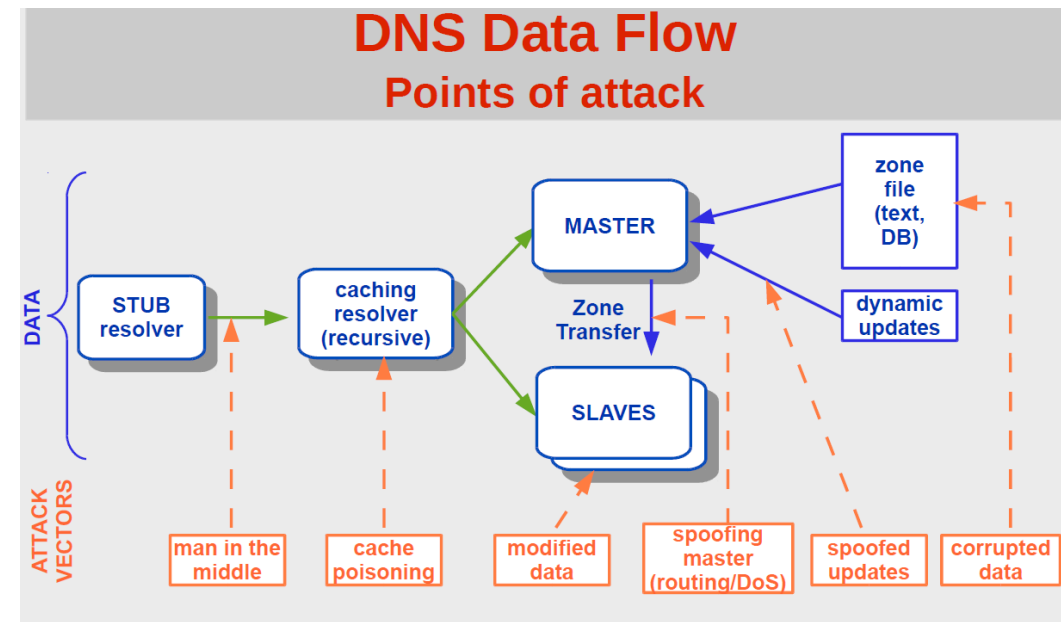 DNS Data Flow
Points of attack
zone
file
(text,
DB)
MASTER
STUB
resolver
caching
resolver
(recursive)
Zone
Transfer
dynamic
updates
DATA
SLAVES
ATTACK
VECTORS
man in the
middle
cache
poisoning
modified
data
spoofing
master
(routing/DoS)
spoofed
updates
corrupted
data